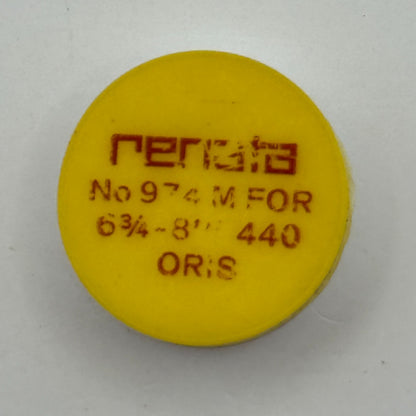 renata
No 974 M FOR
6¾-8''' 440
ORIS